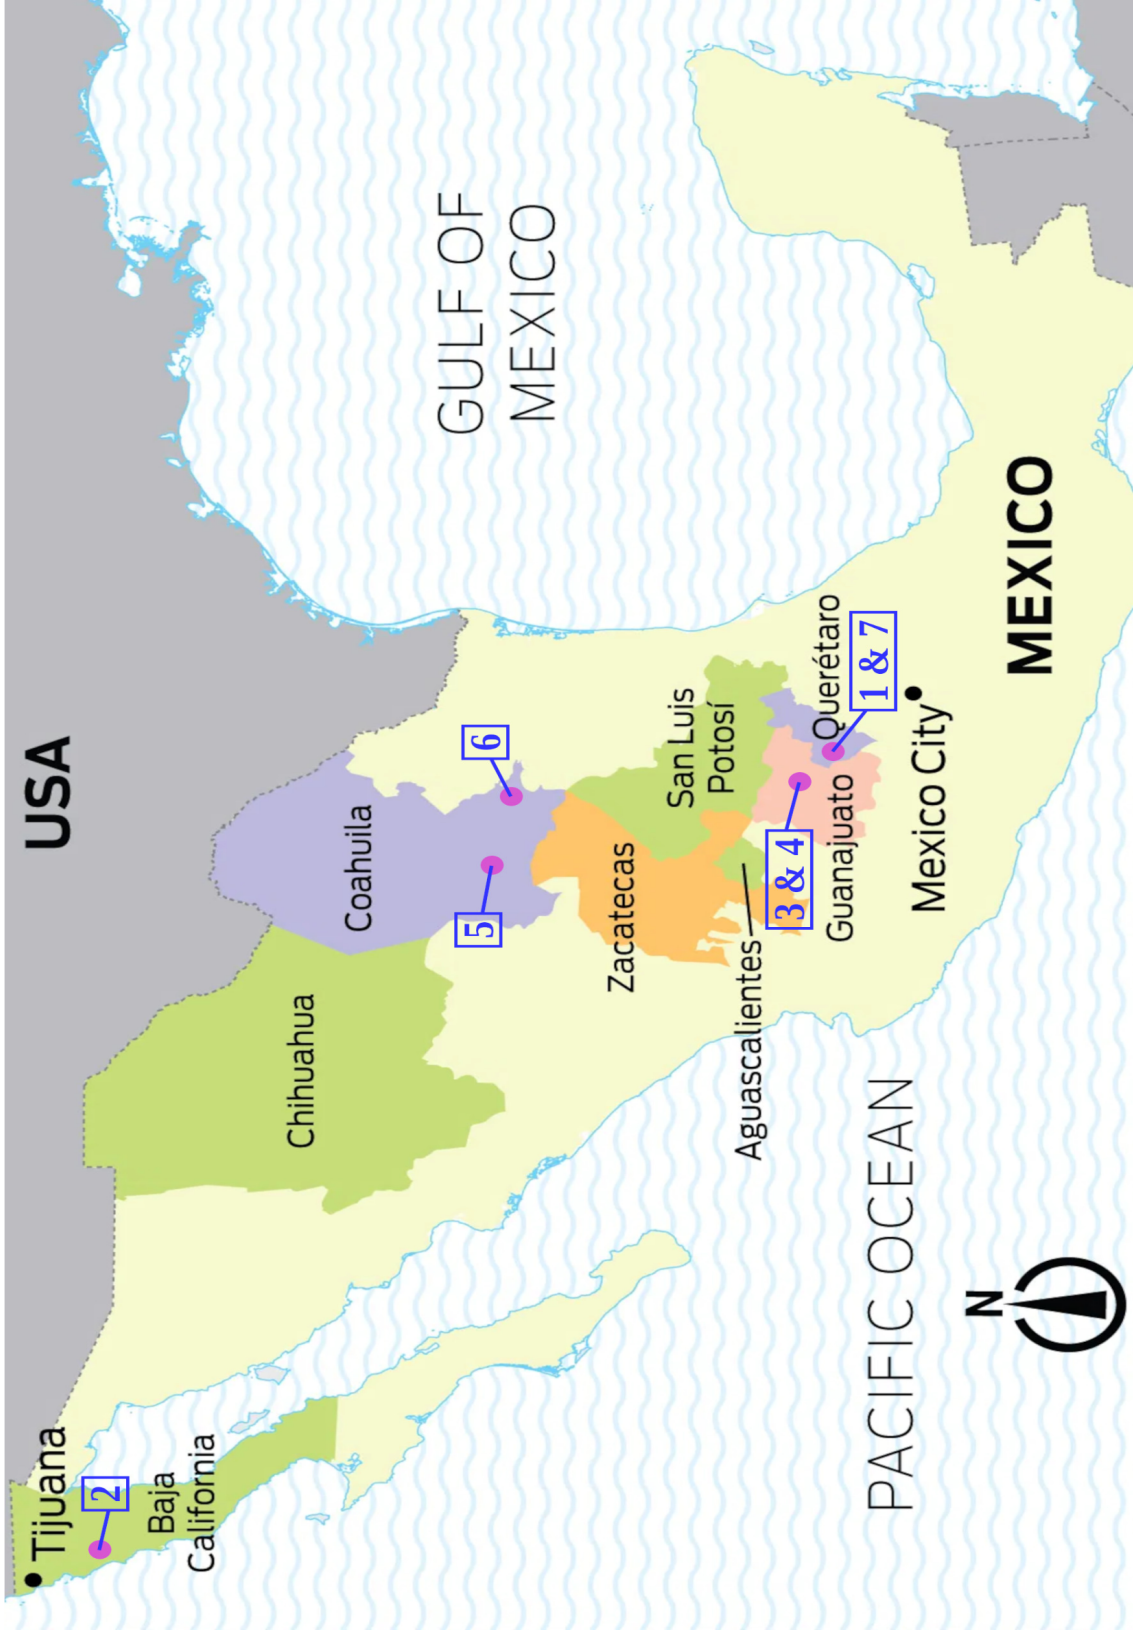 USA
Tijuana
2
Baja
California
Chihuahua
Coahuila
5
6
GULF OF
MEXICO
Zacatecas
San Luis
Potosí
Aguascalientes
3 & 4
Guanajuato
Querétaro
1 & 7
Mexico City
MEXICO
PACIFIC OCEAN
N